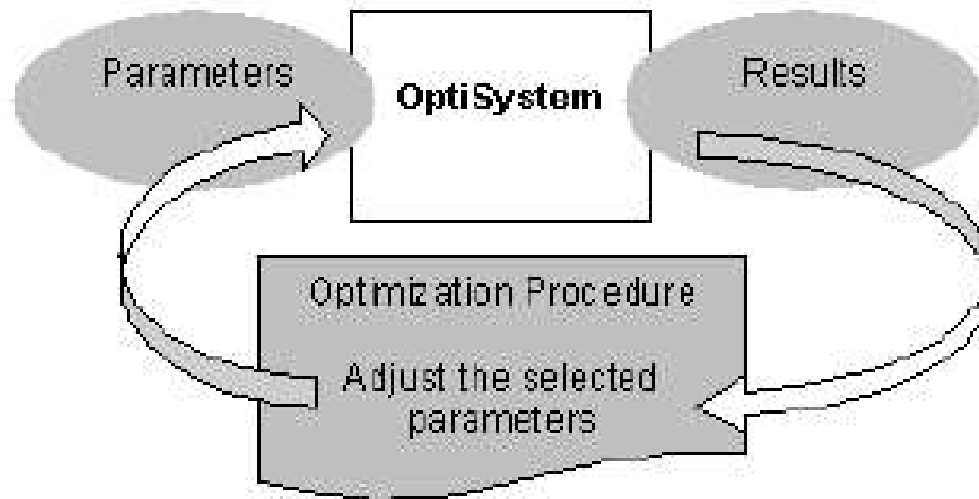 Parameters
OptiSystem
Results
Optimization Procedure
Adjust the selected
parameters